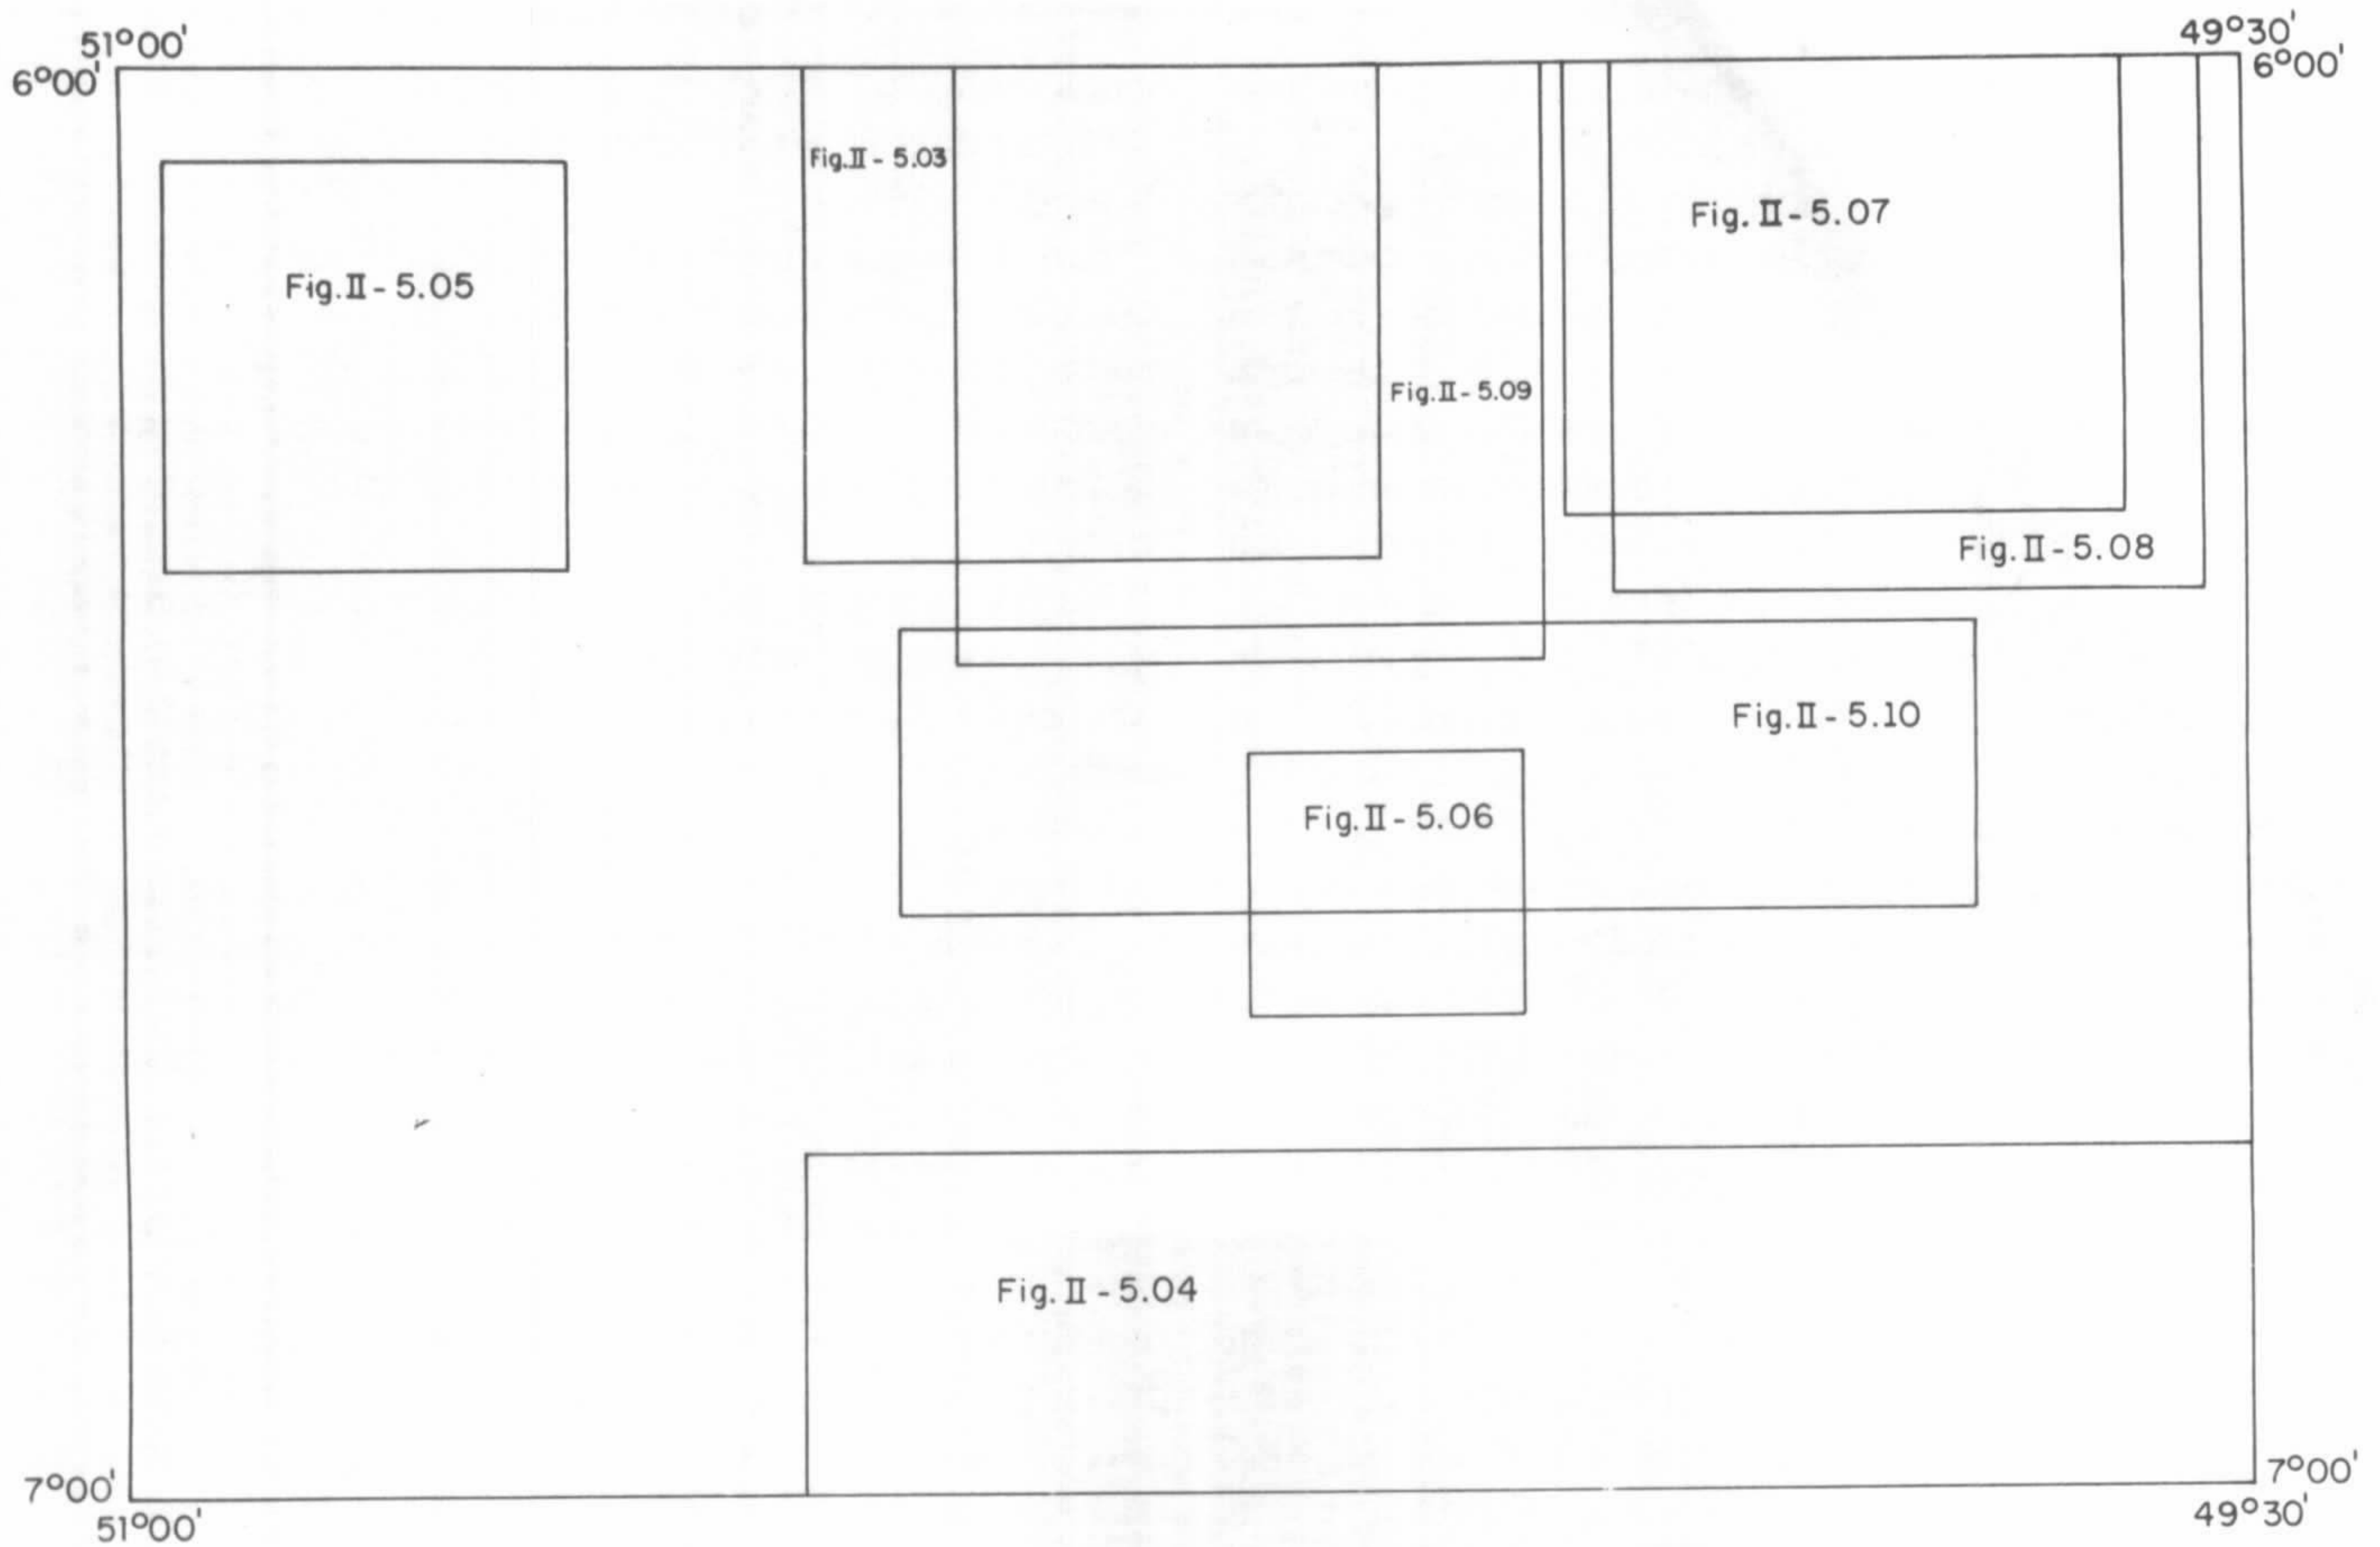 51°00' 49°30'
6°00' 6°00'
Fig.II - 5.03
Fig. II - 5.07
Fig.II - 5.05
Fig.II - 5.09
Fig.II - 5.08
Fig.II - 5.10
Fig.II - 5.06
Fig.II - 5.04
7°00' 7°00'
51°00' 49°30'